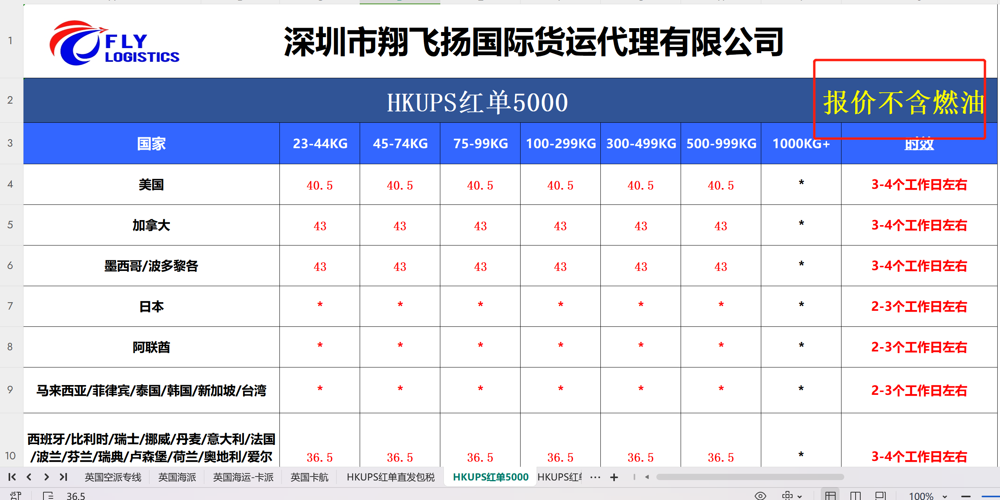 1
FLY
LOGISTICS
深圳市翔飞扬国际货运代理有限公司
2
HKUPS红单5000
报价不含燃油
3
国家 23-44KG 45-74KG 75-99KG 100-299KG 300-499KG 500-999KG 1000KG+ 时效
4 美国 40.5 40.5 40.5 40.5 40.5 40.5 * 3-4个工作日左右
5 加拿大 43 43 43 43 43 43 * 3-4个工作日左右
6 墨西哥/波多黎各 43 43 43 43 43 43 * 3-4个工作日左右
7 日本 * * * * * * * 2-3个工作日左右
8 阿联酋 * * * * * * * 2-3个工作日左右
9 马来西亚/菲律宾/泰国/韩国/新加坡/台湾 * * * * * * * 2-3个工作日左右
西班牙/比利时/瑞士/挪威/丹麦/意大利/法国
10 /波兰/芬兰/瑞典/卢森堡/荷兰/奥地利/爱尔 36.5 36.5 36.5 36.5 36.5 36.5 * 3-4个工作日左右
英国空派专线 英国海派 英国海运-卡派 英国卡航 HKUPS红单直发包税 HKUPS红单5000 HKUPS红单 ··· +
36.5 100%